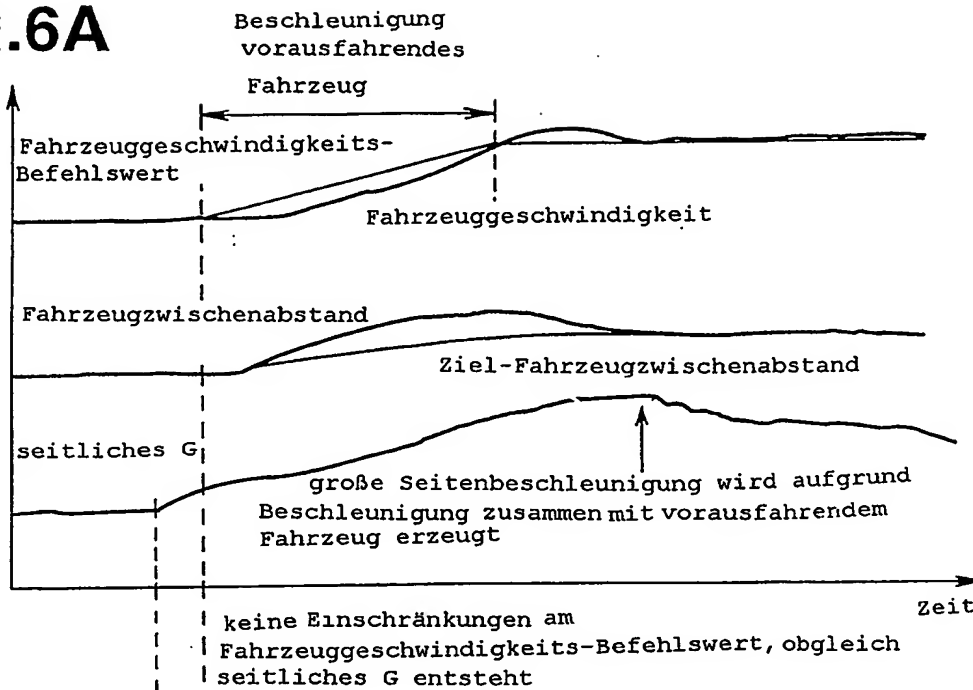 .6A
Beschleunigung
vorausfahrendes
Fahrzeug
Fahrzeuggeschwindigkeits-
Befehlswert
Fahrzeuggeschwindigkeit
Fahrzeugzwischenabstand
Ziel-Fahrzeugzwischenabstand
seitliches G
große Seitenbeschleunigung wird aufgrund
Beschleunigung zusammen mit vorausfahrendem
Fahrzeug erzeugt
Zeit
keine Einschränkungen am
Fahrzeuggeschwindigkeits-Befehlswert, obgleich
seitliches G entsteht